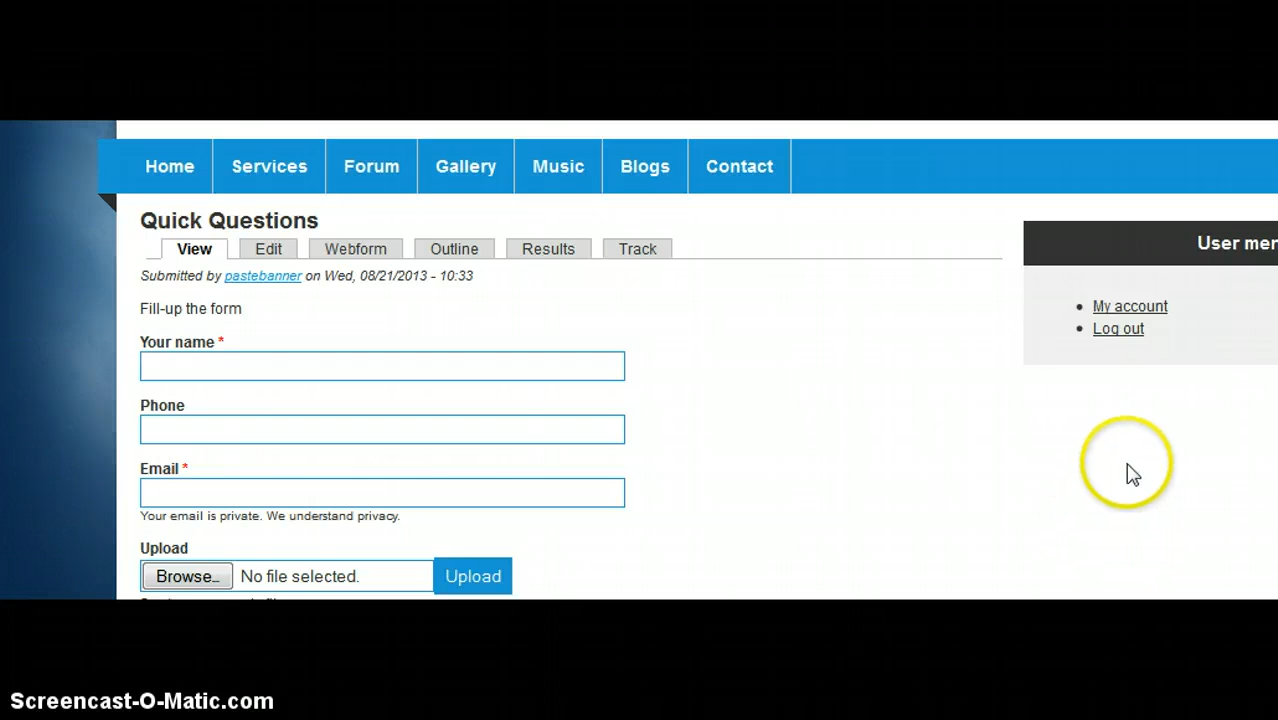 Home Services Forum Gallery Music Blogs Contact
Quick Questions
View Edit Webform Outline Results Track
Submitted by pastebanner on Wed, 08/21/2013 - 10:33
Fill-up the form
Your name *
Phone
Email *
Your email is private. We understand privacy.
Upload
Browse... No file selected. Upload
User mer
My account
Log out
Screencast-O-Matic.com